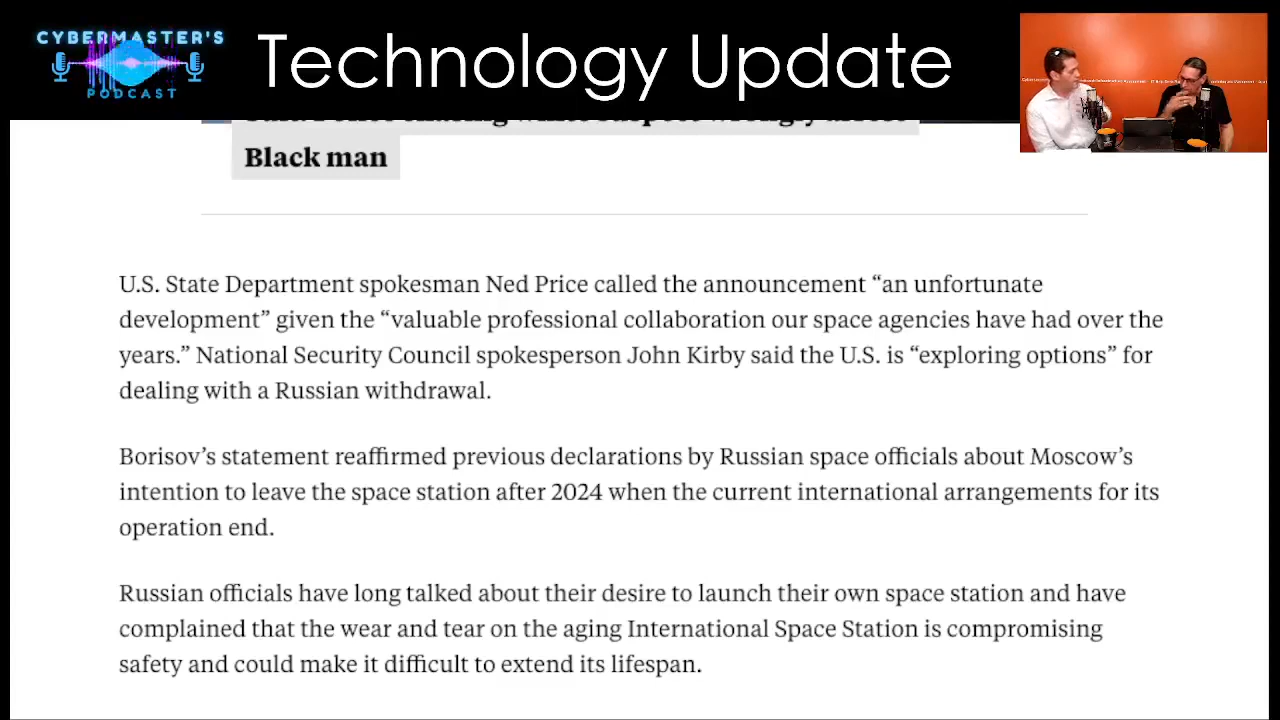 CYBERMASTER'S
PODCAST
Technology Update
Black man
U.S. State Department spokesman Ned Price called the announcement “an unfortunate
development” given the “valuable professional collaboration our space agencies have had over the
years.” National Security Council spokesperson John Kirby said the U.S. is “exploring options” for
dealing with a Russian withdrawal.
Borisov’s statement reaffirmed previous declarations by Russian space officials about Moscow’s
intention to leave the space station after 2024 when the current international arrangements for its
operation end.
Russian officials have long talked about their desire to launch their own space station and have
complained that the wear and tear on the aging International Space Station is compromising
safety and could make it difficult to extend its lifespan.